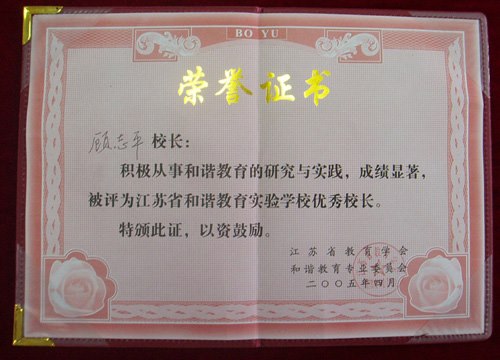 BO YU
荣誉证书
顾志平 校长：
积极从事和谐教育的研究与实践，成绩显著，
被评为江苏省和谐教育实验学校优秀校长。
特颁此证，以资鼓励。
江苏省教育学会
和谐教育专业委员会
二〇〇五年四月